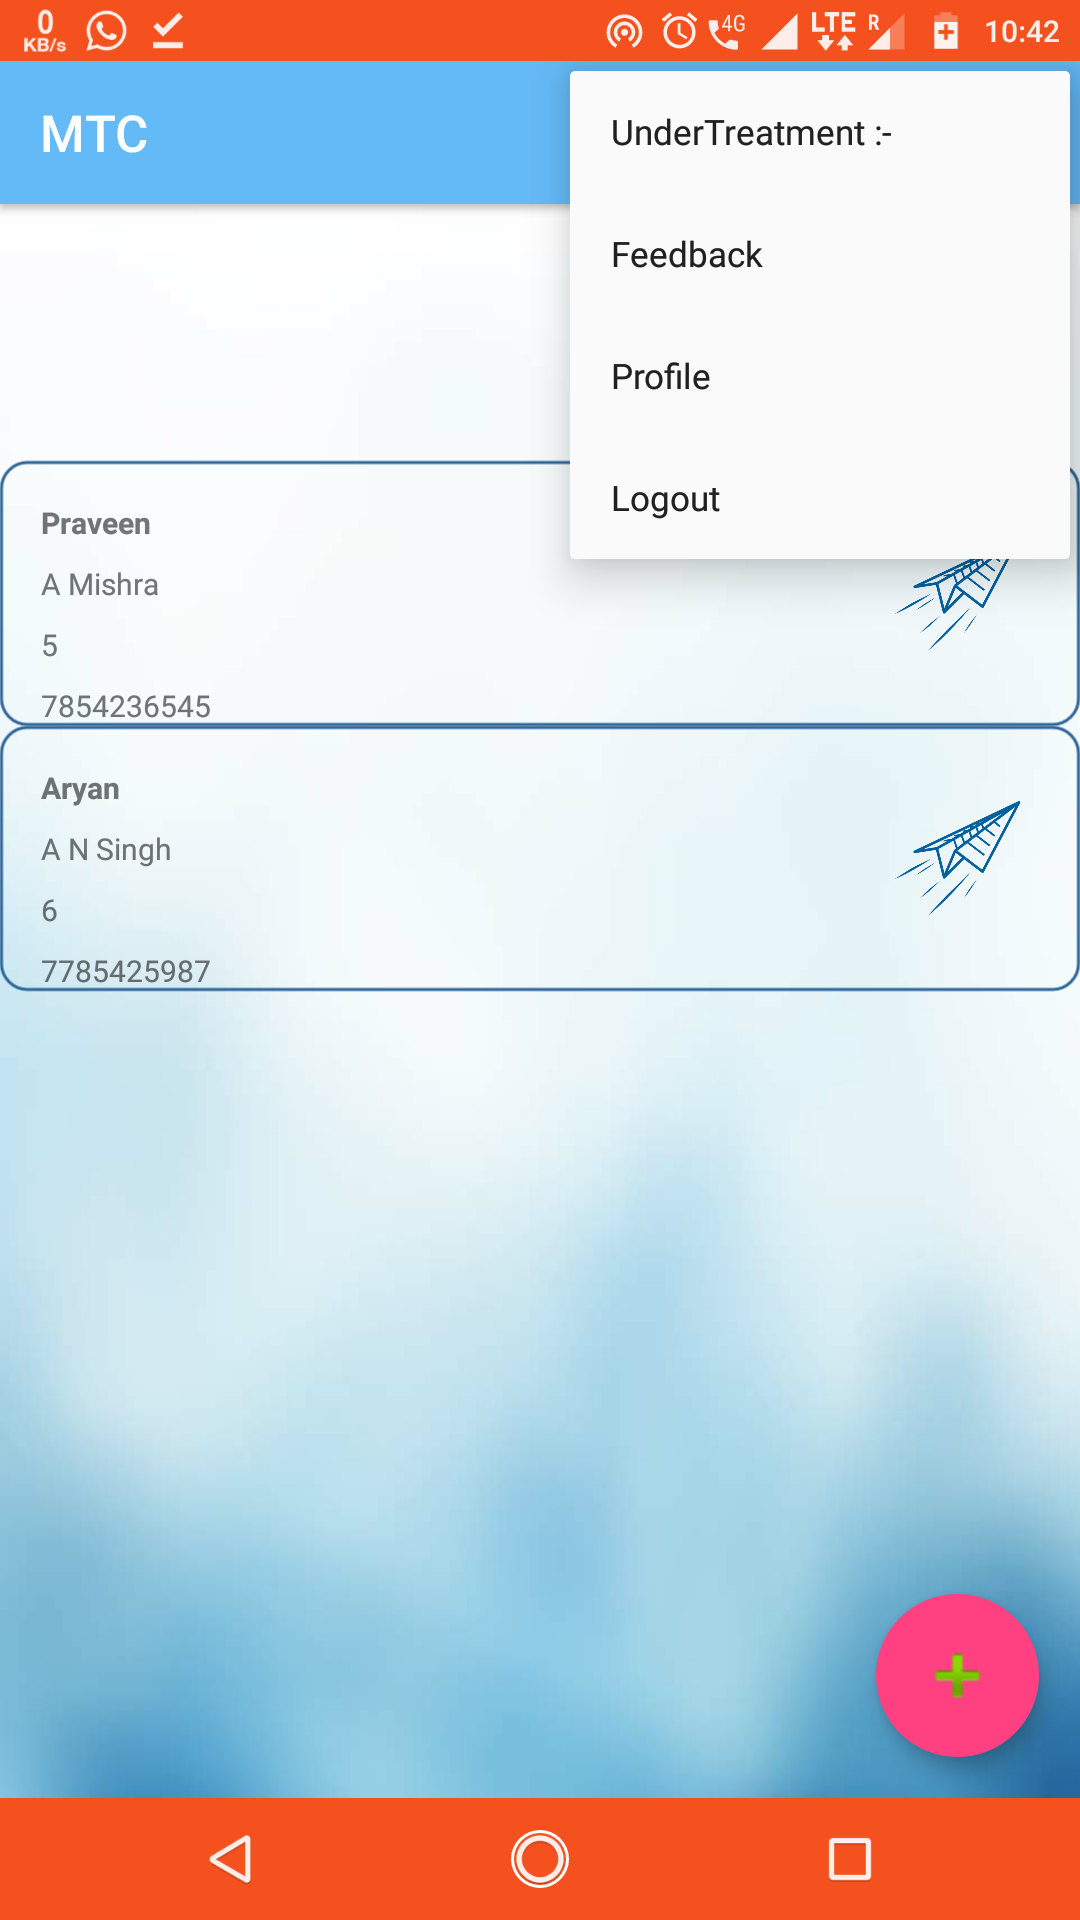 0
KB/s
4G
LTE
R
10:42
MTC
UnderTreatment :-
Feedback
Profile
Logout
Praveen
A Mishra
5
7854236545
Aryan
A N Singh
6
7785425987